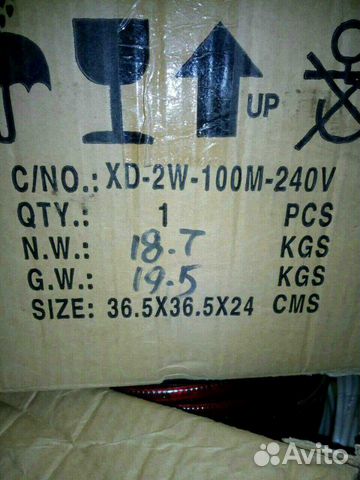 UP
C/NO.: XD-2W-100M-240V
QTY.: 1 PCS
N.W.: 18.7 KGS
G.W.: 19.5 KGS
SIZE: 36.5X36.5X24 CMS
Avito